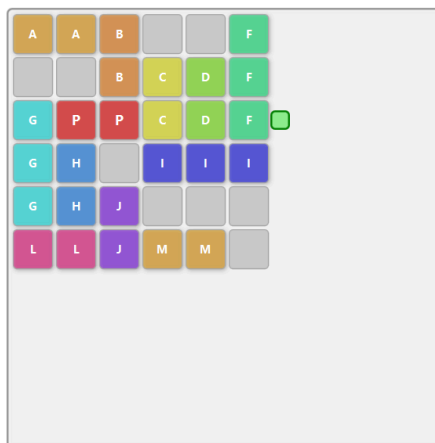 A A B F
B C D F
G P P C D F
G H I I I
G H J
L L J M M